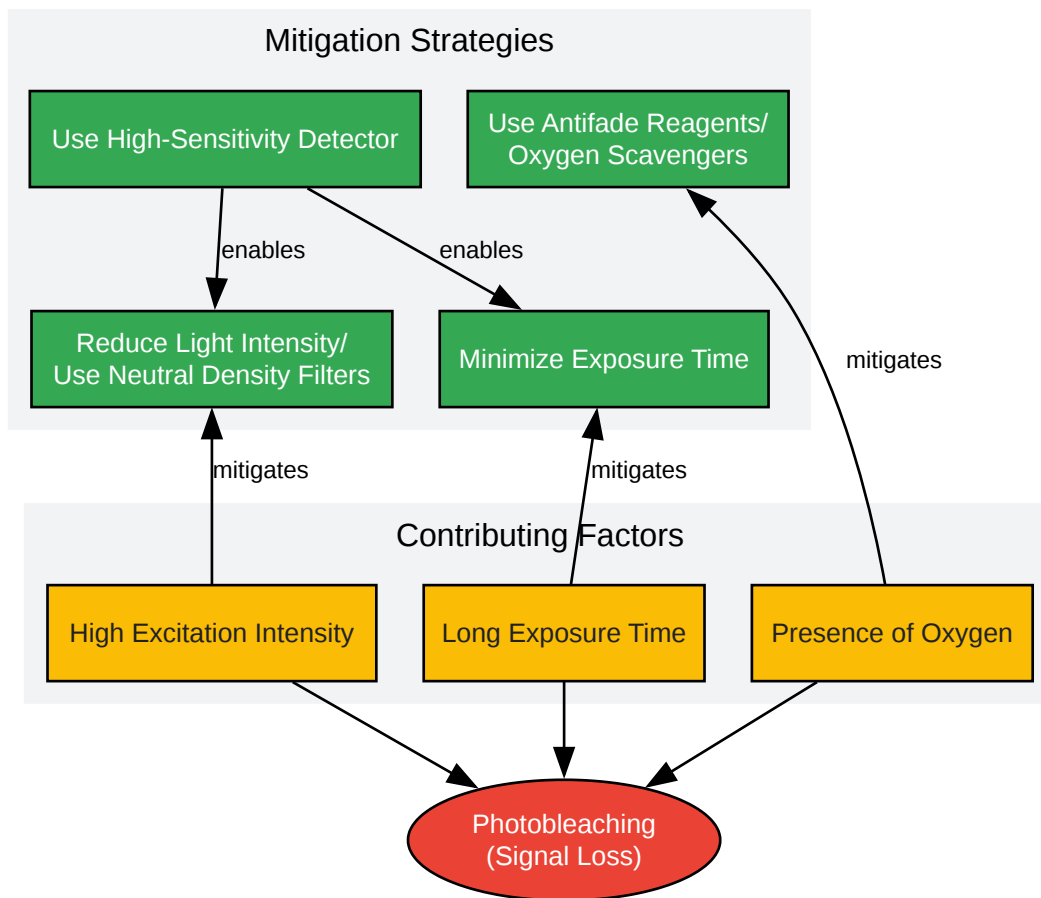 Mitigation Strategies
Use High-Sensitivity Detector
Use Antifade Reagents/
Oxygen Scavengers
enables
enables
Reduce Light Intensity/
Use Neutral Density Filters
Minimize Exposure Time
mitigates
mitigates
mitigates
Contributing Factors
High Excitation Intensity
Long Exposure Time
Presence of Oxygen
Photobleaching
(Signal Loss)